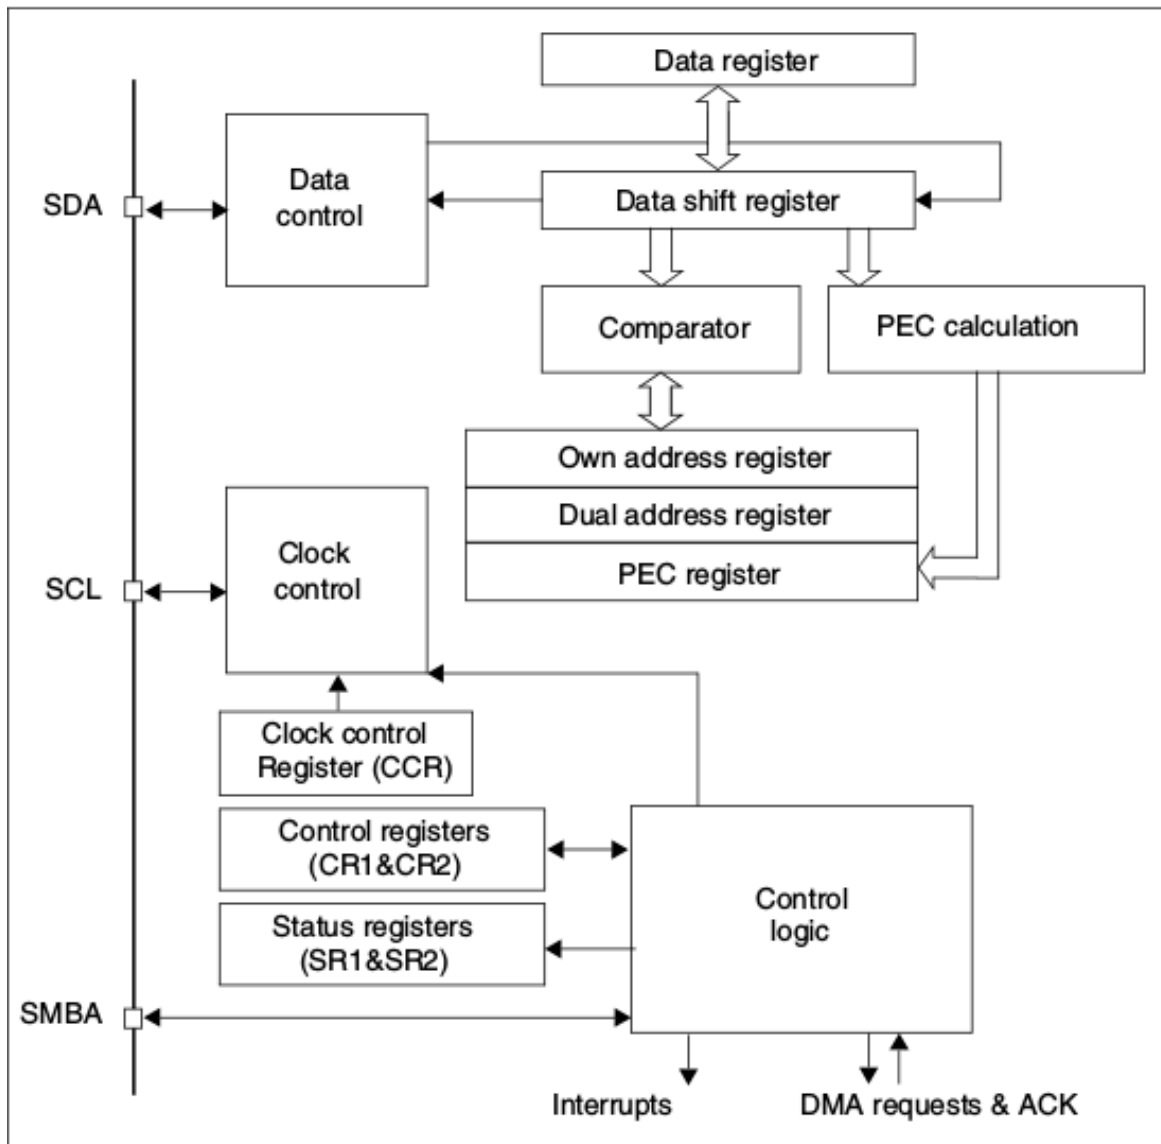 Data register
SDA
Data
control
Data shift register
Comparator
PEC calculation
Own address register
Dual address register
PEC register
SCL
Clock
control
Clock control
Register (CCR)
Control registers
(CR1&CR2)
Status registers
(SR1&SR2)
Control
logic
SMBA
Interrupts
DMA requests & ACK